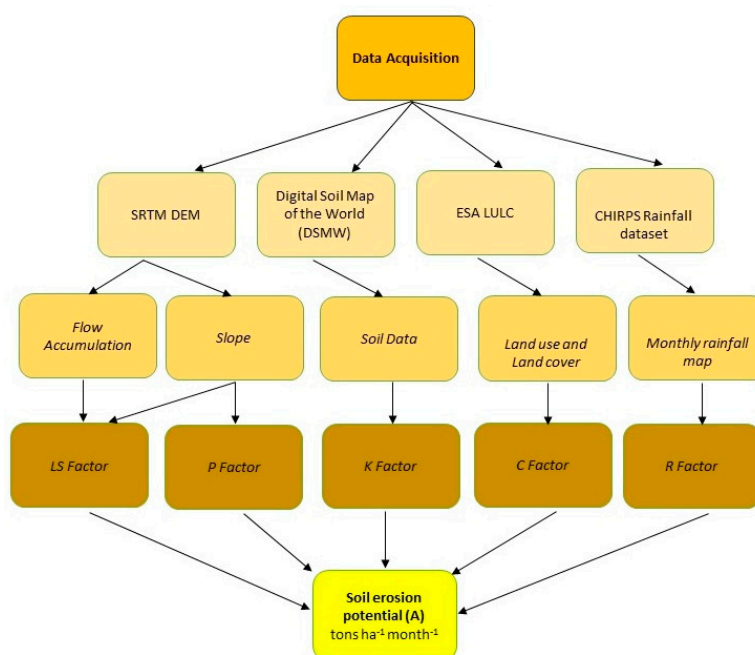 Data Acquisition
SRTM DEM
Digital Soil Map
of the World
(DSMW)
ESA LULC
CHIRPS Rainfall
dataset
Flow
Accumulation
Slope
Soil Data
Land use and
Land cover
Monthly rainfall
map
LS Factor
P Factor
K Factor
C Factor
R Factor
Soil erosion
potential (A)
tons ha⁻¹ month⁻¹